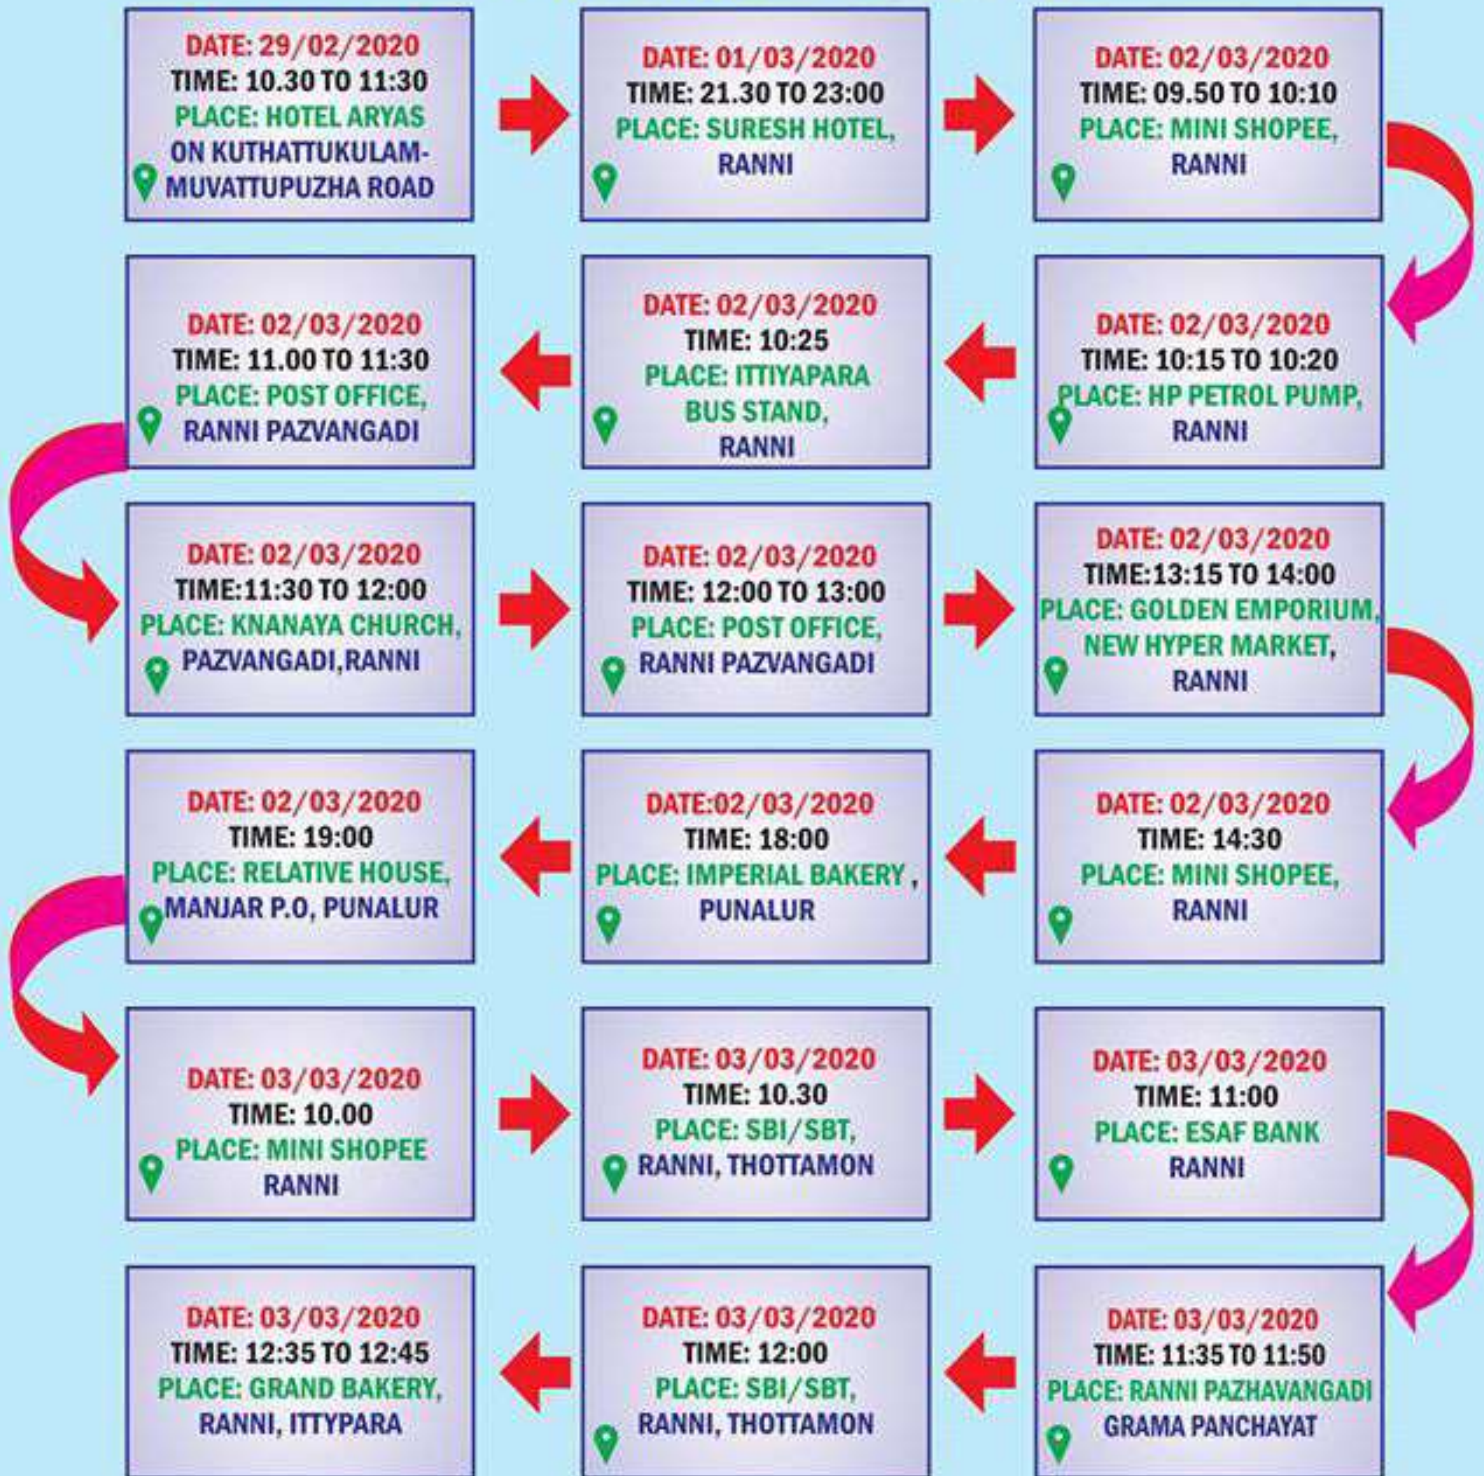 DATE: 29/02/2020
TIME: 10.30 TO 11:30
PLACE: HOTEL ARYAS
ON KUTHATTUKULAM-
MUVATTUPUZHA ROAD
DATE: 01/03/2020
TIME: 21.30 TO 23:00
PLACE: SURESH HOTEL,
RANNI
DATE: 02/03/2020
TIME: 09.50 TO 10:10
PLACE: MINI SHOPEE,
RANNI
DATE: 02/03/2020
TIME: 10:15 TO 10:20
PLACE: HP PETROL PUMP,
RANNI
DATE: 02/03/2020
TIME: 10:25
PLACE: ITTIYAPARA
BUS STAND,
RANNI
DATE: 02/03/2020
TIME: 11.00 TO 11:30
PLACE: POST OFFICE,
RANNI PAZVANGADI
DATE: 02/03/2020
TIME:11:30 TO 12:00
PLACE: KNANAYA CHURCH,
PAZVANGADI,RANNI
DATE: 02/03/2020
TIME: 12:00 TO 13:00
PLACE: POST OFFICE,
RANNI PAZVANGADI
DATE: 02/03/2020
TIME:13:15 TO 14:00
PLACE: GOLDEN EMPORIUM,
NEW HYPER MARKET,
RANNI
DATE: 02/03/2020
TIME: 14:30
PLACE: MINI SHOPEE,
RANNI
DATE:02/03/2020
TIME: 18:00
PLACE: IMPERIAL BAKERY ,
PUNALUR
DATE: 02/03/2020
TIME: 19:00
PLACE: RELATIVE HOUSE,
MANJAR P.O, PUNALUR
DATE: 03/03/2020
TIME: 10.00
PLACE: MINI SHOPEE
RANNI
DATE: 03/03/2020
TIME: 10.30
PLACE: SBI/SBT,
RANNI, THOTTAMON
DATE: 03/03/2020
TIME: 11:00
PLACE: ESAF BANK
RANNI
DATE: 03/03/2020
TIME: 11:35 TO 11:50
PLACE: RANNI PAZHAVANGADI
GRAMA PANCHAYAT
DATE: 03/03/2020
TIME: 12:00
PLACE: SBI/SBT,
RANNI, THOTTAMON
DATE: 03/03/2020
TIME: 12:35 TO 12:45
PLACE: GRAND BAKERY,
RANNI, ITTYPARA